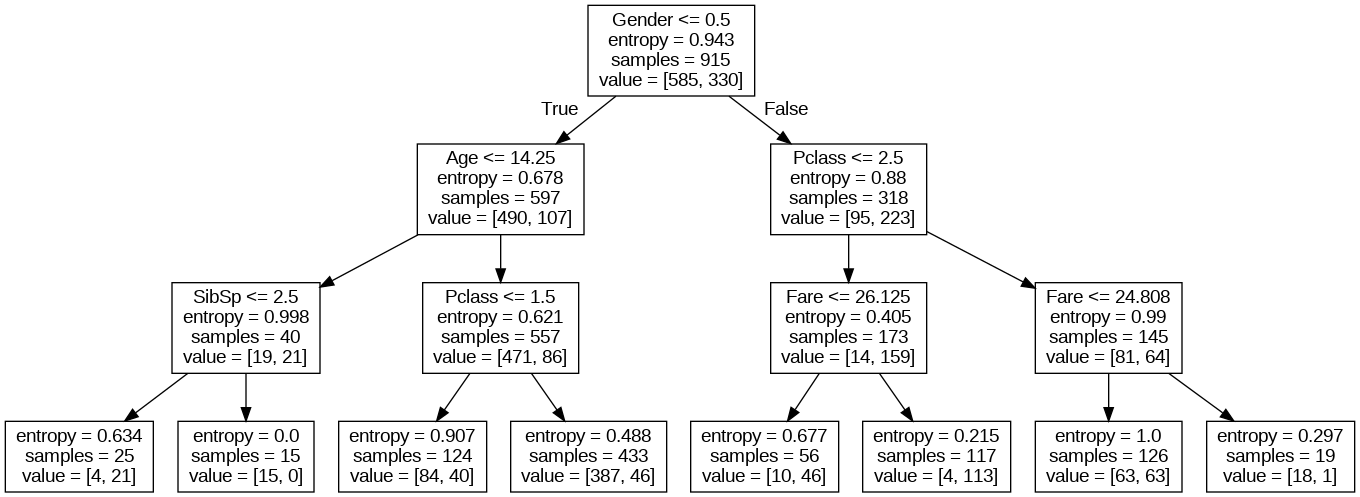 Gender <= 0.5
entropy = 0.943
samples = 915
value = [585, 330]
True
False
Age <= 14.25
entropy = 0.678
samples = 597
value = [490, 107]
Pclass <= 2.5
entropy = 0.88
samples = 318
value = [95, 223]
SibSp <= 2.5
entropy = 0.998
samples = 40
value = [19, 21]
Pclass <= 1.5
entropy = 0.621
samples = 557
value = [471, 86]
Fare <= 26.125
entropy = 0.405
samples = 173
value = [14, 159]
Fare <= 24.808
entropy = 0.99
samples = 145
value = [81, 64]
entropy = 0.634
samples = 25
value = [4, 21]
entropy = 0.0
samples = 15
value = [15, 0]
entropy = 0.907
samples = 124
value = [84, 40]
entropy = 0.488
samples = 433
value = [387, 46]
entropy = 0.677
samples = 56
value = [10, 46]
entropy = 0.215
samples = 117
value = [4, 113]
entropy = 1.0
samples = 126
value = [63, 63]
entropy = 0.297
samples = 19
value = [18, 1]